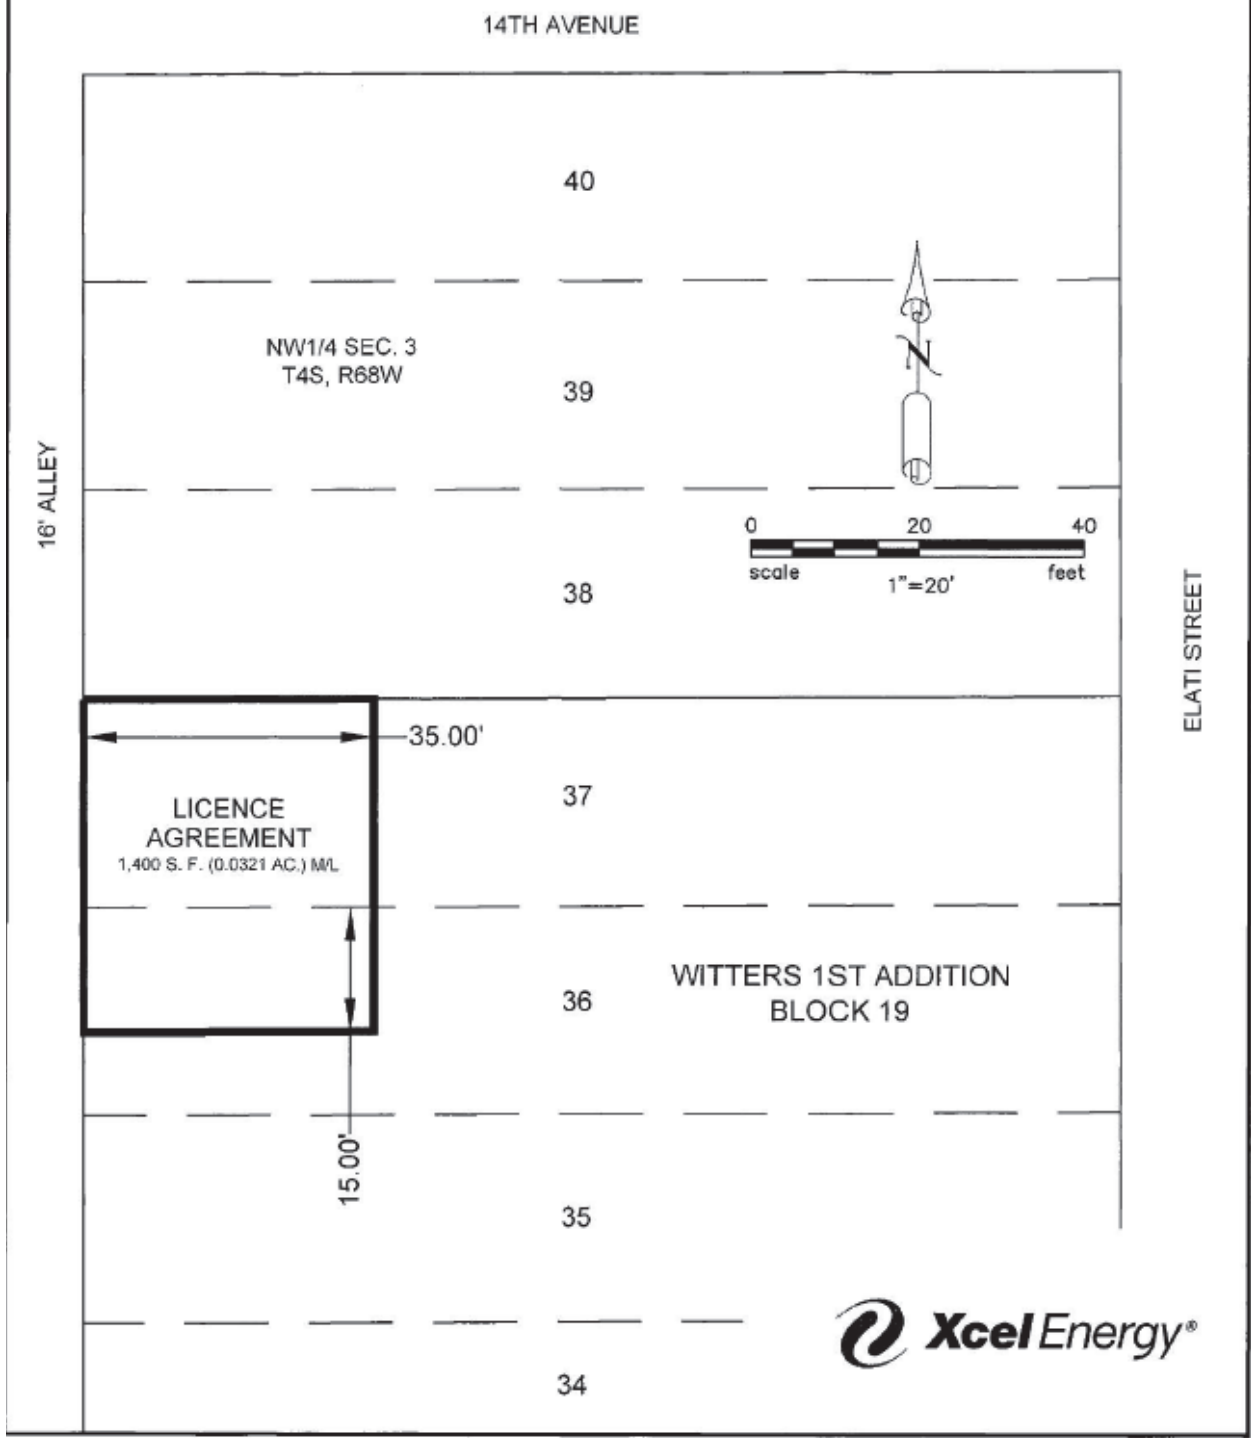 14TH AVENUE
40
NW1/4 SEC. 3
T4S, R68W
39
N
16' ALLEY
0 20 40
scale feet
1"=20'
38
ELATI STREET
35.00'
37
LICENCE
AGREEMENT
1,400 S. F. (0.0321 AC.) M/L
WITTERS 1ST ADDITION
BLOCK 19
36
15.00'
35
Xcel Energy®
34